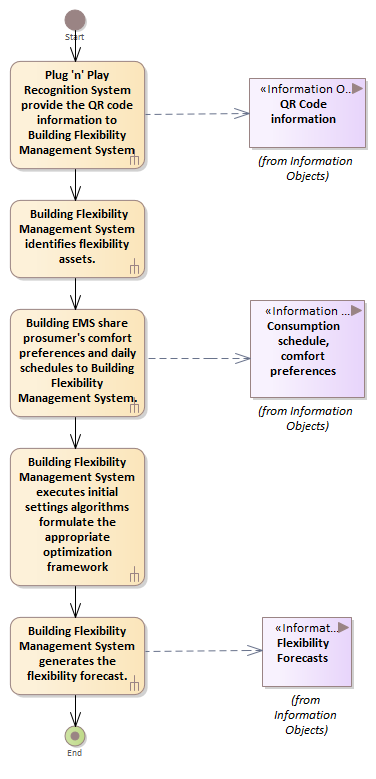 Start
Plug 'n' Play
Recognition System
provide the QR code
information to
Building Flexibility
Management System
«Information O...
QR Code
information
(from Information
Objects)
Building Flexibility
Management System
identifies flexibility
assets.
Building EMS share
prosumer's comfort
preferences and daily
schedules to Building
Flexibility
Management System.
«Information ...
Consumption
schedule,
comfort
preferences
(from Information
Objects)
Building Flexibility
Management System
executes initial
settings algorithms
formulate the
appropriate
optimization
framework
Building Flexibility
Management System
generates the
flexibility forecast.
«Informat...
Flexibility
Forecasts
(from
Information
Objects)
End